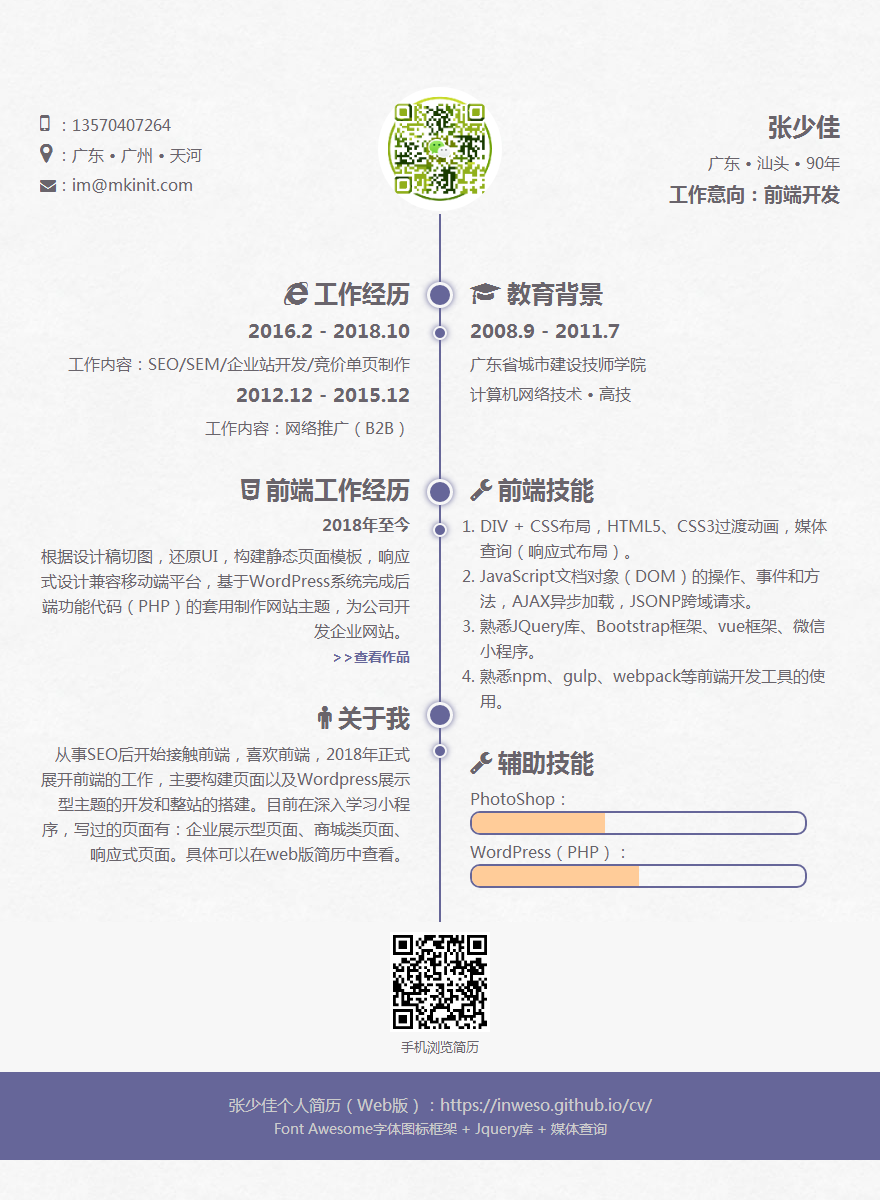 ：13570407264
：广东 • 广州 • 天河
：im@mkinit.com
张少佳
广东 • 汕头 • 90年
工作意向：前端开发
工作经历
2016.2 - 2018.10
工作内容：SEO/SEM/企业站开发/竞价单页制作
2012.12 - 2015.12
工作内容：网络推广（B2B）
教育背景
2008.9 - 2011.7
广东省城市建设技师学院
计算机网络技术 • 高技
前端工作经历
2018年至今
根据设计稿切图，还原UI，构建静态页面模板，响应
式设计兼容移动端平台，基于WordPress系统完成后
端功能代码（PHP）的套用制作网站主题，为公司开
发企业网站。
>>查看作品
前端技能
1. DIV + CSS布局，HTML5、CSS3过渡动画，媒体
查询（响应式布局）。
2. JavaScript文档对象（DOM）的操作、事件和方
法，AJAX异步加载，JSONP跨域请求。
3. 熟悉JQuery库、Bootstrap框架、vue框架、微信
小程序。
4. 熟悉npm、gulp、webpack等前端开发工具的使
用。
关于我
从事SEO后开始接触前端，喜欢前端，2018年正式
展开前端的工作，主要构建页面以及Wordpress展示
型主题的开发和整站的搭建。目前在深入学习小程
序，写过的页面有：企业展示型页面、商城类页面、
响应式页面。具体可以在web版简历中查看。
辅助技能
PhotoShop：
WordPress（PHP）：
手机浏览简历
张少佳个人简历（Web版）：https://inweso.github.io/cv/
Font Awesome字体图标框架 + Jquery库 + 媒体查询